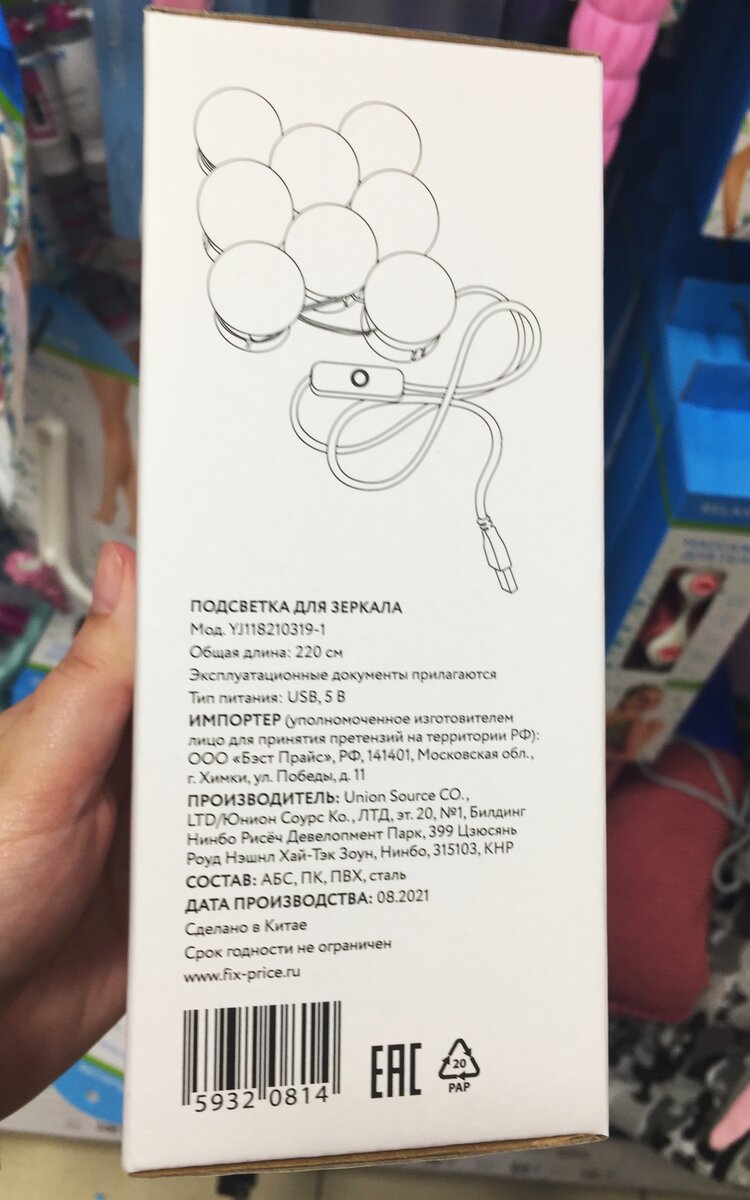 ПОДСВЕТКА ДЛЯ ЗЕРКАЛА
Мод. YJ118210319-1
Общая длина: 220 см
Эксплуатационные документы прилагаются
Тип питания: USB, 5 В
ИМПОРТЕР (уполномоченное изготовителем
лицо для принятия претензий на территории РФ):
ООО «Бэст Прайс», РФ, 141401, Московская обл.,
г. Химки, ул. Победы, д. 11
ПРОИЗВОДИТЕЛЬ: Union Source CO.,
LTD/Юнион Соурс Ко., ЛТД, эт. 20, №1, Билдинг
Нинбо Рисёч Девелопмент Парк, 399 Цзюсянь
Роуд Нэшнл Хай-Тэк Зоун, Нинбо, 315103, КНР
СОСТАВ: АБС, ПК, ПВХ, сталь
ДАТА ПРОИЗВОДСТВА: 08.2021
Сделано в Китае
Срок годности не ограничен
www.fix-price.ru
5932 0814
EAC
20
PAP